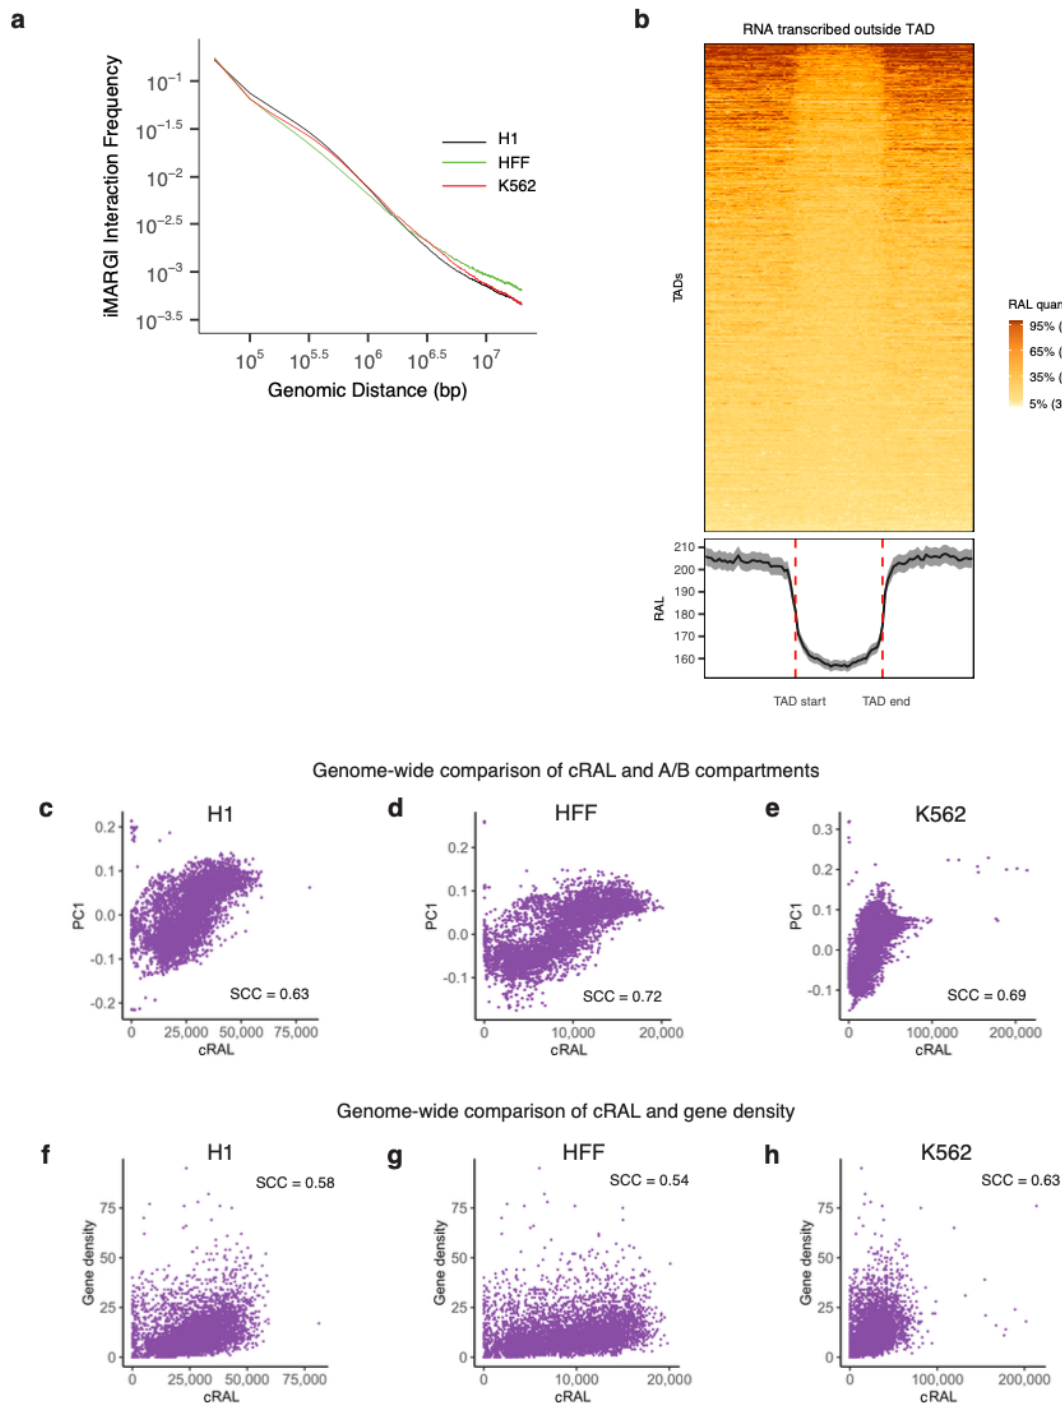 a
iMARGI Interaction Frequency
10^-1
10^-1.5
10^-2
10^-2.5
10^-3
10^-3.5
10^5
10^5.5
10^6
10^6.5
10^7
Genomic Distance (bp)
H1
HFF
K562
b
RNA transcribed outside TAD
TADs
RAL quan
95% (
65% (
35% (
5% (3
RAL
210
200
190
180
170
160
TAD start
TAD end
Genome-wide comparison of cRAL and A/B compartments
c
H1
PC1
0.2
0.1
0.0
-0.1
-0.2
SCC = 0.63
0
25,000
50,000
75,000
cRAL
d
HFF
PC1
0.2
0.1
0.0
-0.1
SCC = 0.72
0
10,000
20,000
cRAL
e
K562
PC1
0.3
0.2
0.1
0.0
-0.1
SCC = 0.69
0
100,000
200,000
cRAL
Genome-wide comparison of cRAL and gene density
f
H1
SCC = 0.58
Gene density
75
50
25
0
0
25,000
50,000
75,000
cRAL
g
HFF
SCC = 0.54
Gene density
75
50
25
0
0
10,000
20,000
cRAL
h
K562
SCC = 0.63
Gene density
75
50
25
0
0
100,000
200,000
cRAL